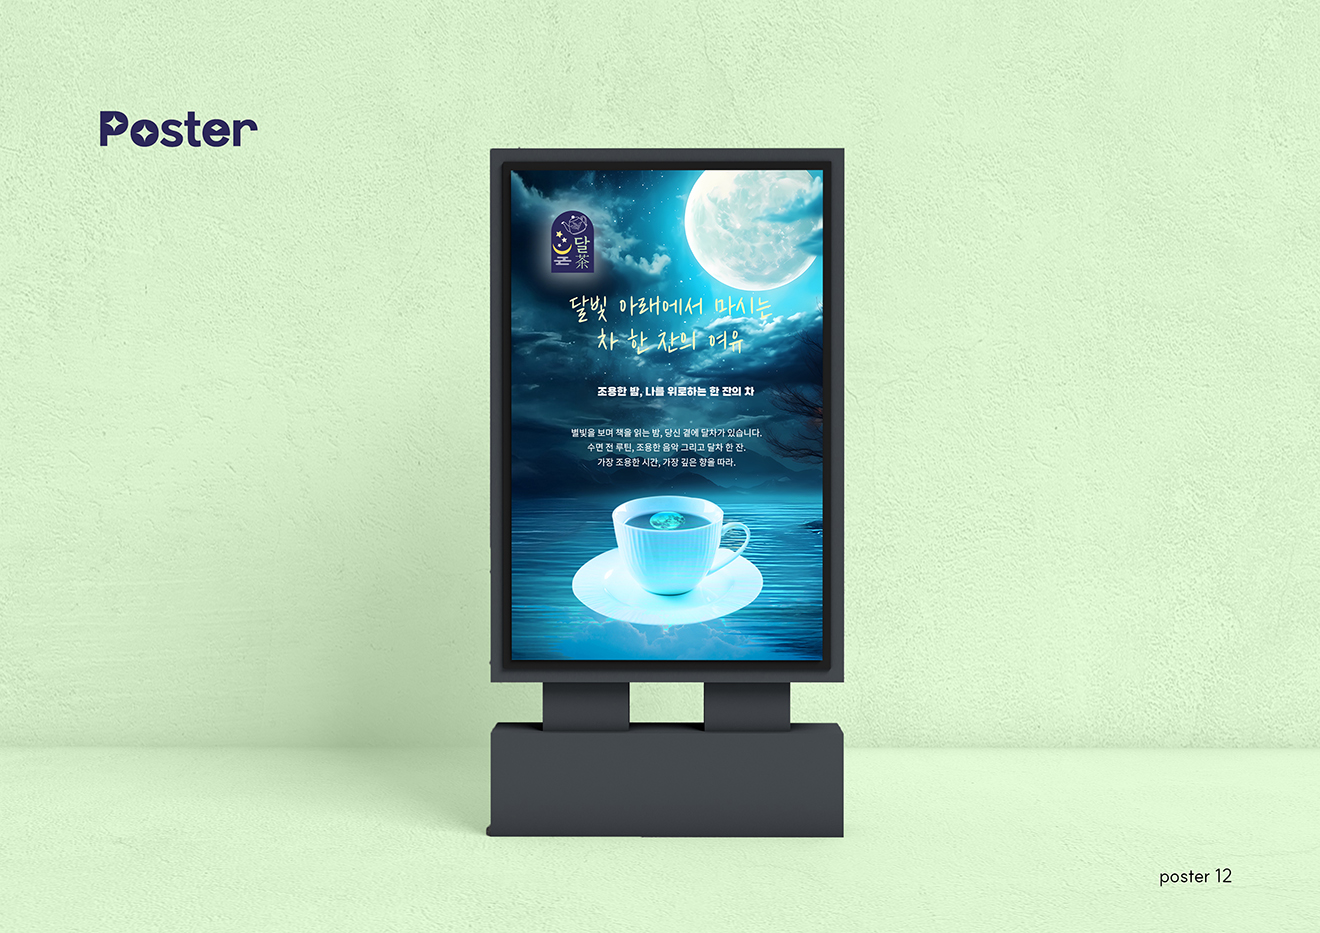 Poster
달
茶
달빛 아래에서 마시는
차 한 잔의 여유
조용한 밤, 나를 위로하는 한 잔의 차
별빛을 보며 책을 읽는 밤, 당신 곁에 달차가 있습니다.
수면 전 루틴, 조용한 음악 그리고 달차 한 잔.
가장 조용한 시간, 가장 깊은 향을 따라.
poster 12